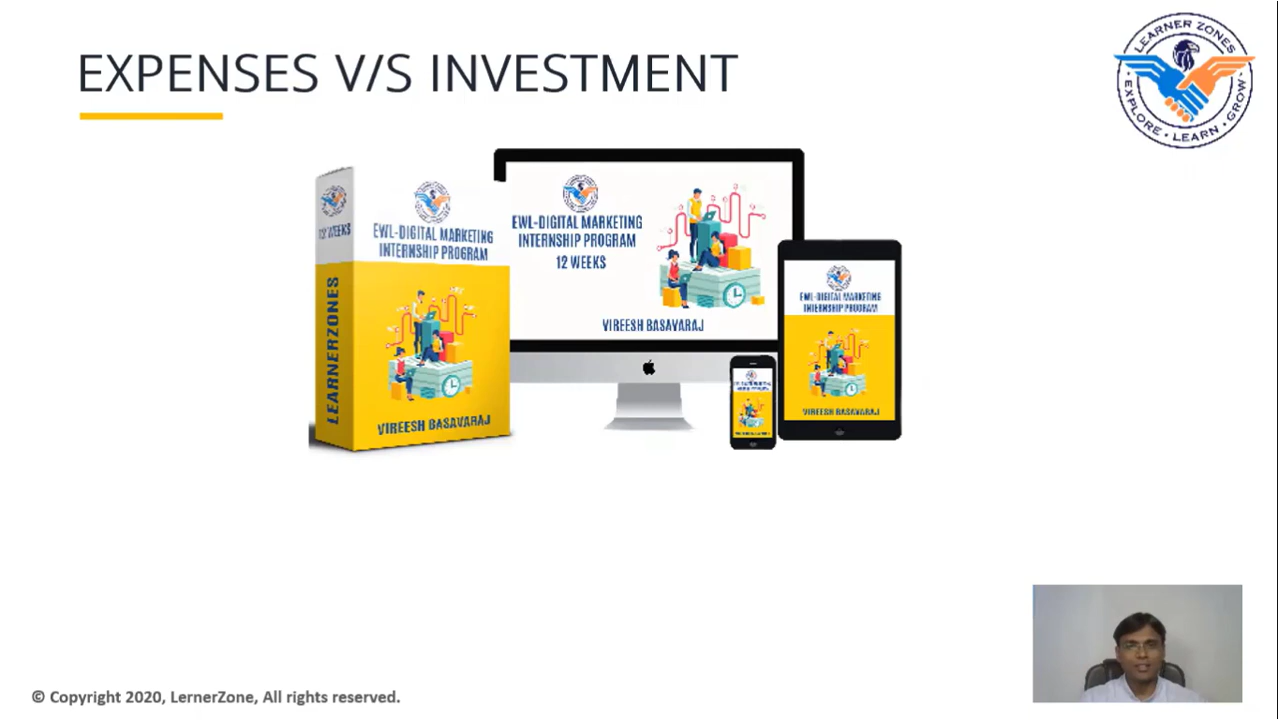 EXPENSES V/S INVESTMENT
LEARNER ZONES
· EXPLORE · LEARN · GROW ·
12 WEEKS
LEARNERZONES
EWL-DIGITAL MARKETING
INTERNSHIP PROGRAM
VIREESH BASAVARAJ
EWL-DIGITAL MARKETING
INTERNSHIP PROGRAM
12 WEEKS
VIREESH BASAVARAJ
EWL-DIGITAL MARKETING
INTERNSHIP PROGRAM
VIREESH BASAVARAJ
© Copyright 2020, LernerZone, All rights reserved.